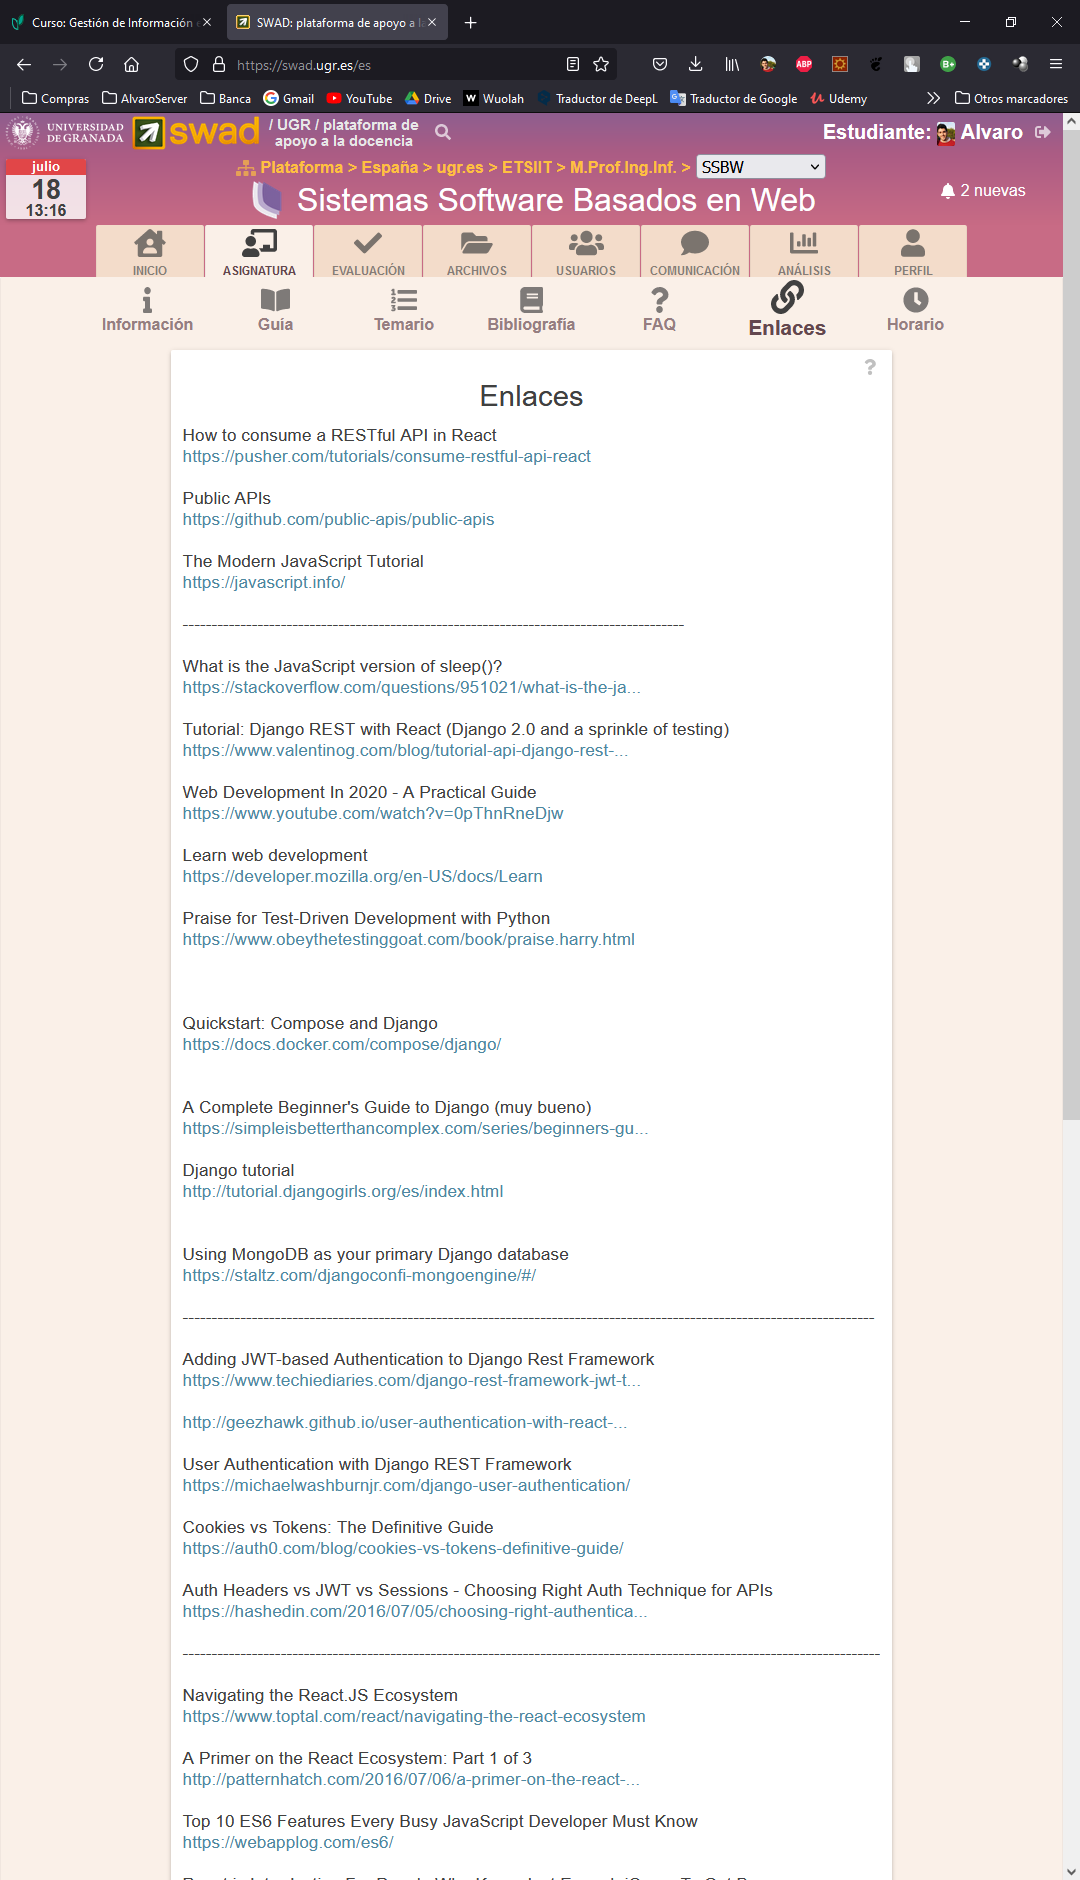 Curso: Gestión de Información
SWAD: plataforma de apoyo a l
https://swad.ugr.es/es
Compras
AlvaroServer
Banca
Gmail
YouTube
Drive
Wuolah
Traductor de DeepL
Traductor de Google
Udemy
Otros marcadores
UNIVERSIDAD
DE GRANADA
swad
/ UGR / plataforma de
apoyo a la docencia
Estudiante: Alvaro
julio
18
13:16
Plataforma > España > ugr.es > ETSIIT > M.Prof.Ing.Inf. > SSBW
Sistemas Software Basados en Web
2 nuevas
INICIO
ASIGNATURA
EVALUACIÓN
ARCHIVOS
USUARIOS
COMUNICACIÓN
ANÁLISIS
PERFIL
Información
Guía
Temario
Bibliografía
FAQ
Enlaces
Horario
Enlaces
How to consume a RESTful API in React
https://pusher.com/tutorials/consume-restful-api-react
Public APIs
https://github.com/public-apis/public-apis
The Modern JavaScript Tutorial
https://javascript.info/
---------------------------------------------------------------------------------------
What is the JavaScript version of sleep()?
https://stackoverflow.com/questions/951021/what-is-the-ja...
Tutorial: Django REST with React (Django 2.0 and a sprinkle of testing)
https://www.valentinog.com/blog/tutorial-api-django-rest-...
Web Development In 2020 - A Practical Guide
https://www.youtube.com/watch?v=0pThnRneDjw
Learn web development
https://developer.mozilla.org/en-US/docs/Learn
Praise for Test-Driven Development with Python
https://www.obeythetestinggoat.com/book/praise.harry.html
Quickstart: Compose and Django
https://docs.docker.com/compose/django/
A Complete Beginner's Guide to Django (muy bueno)
https://simpleisbetterthancomplex.com/series/beginners-gu...
Django tutorial
http://tutorial.djangogirls.org/es/index.html
Using MongoDB as your primary Django database
https://staltz.com/djangoconfi-mongoengine/#/
------------------------------------------------------------------------------------------------------------------------
Adding JWT-based Authentication to Django Rest Framework
https://www.techiediaries.com/django-rest-framework-jwt-t...
http://geezhawk.github.io/user-authentication-with-react-...
User Authentication with Django REST Framework
https://michaelwashburnjr.com/django-user-authentication/
Cookies vs Tokens: The Definitive Guide
https://auth0.com/blog/cookies-vs-tokens-definitive-guide/
Auth Headers vs JWT vs Sessions - Choosing Right Auth Technique for APIs
https://hashedin.com/2016/07/05/choosing-right-authentica...
-------------------------------------------------------------------------------------------------------------------------
Navigating the React.JS Ecosystem
https://www.toptal.com/react/navigating-the-react-ecosystem
A Primer on the React Ecosystem: Part 1 of 3
http://patternhatch.com/2016/07/06/a-primer-on-the-react-...
Top 10 ES6 Features Every Busy JavaScript Developer Must Know
https://webapplog.com/es6/